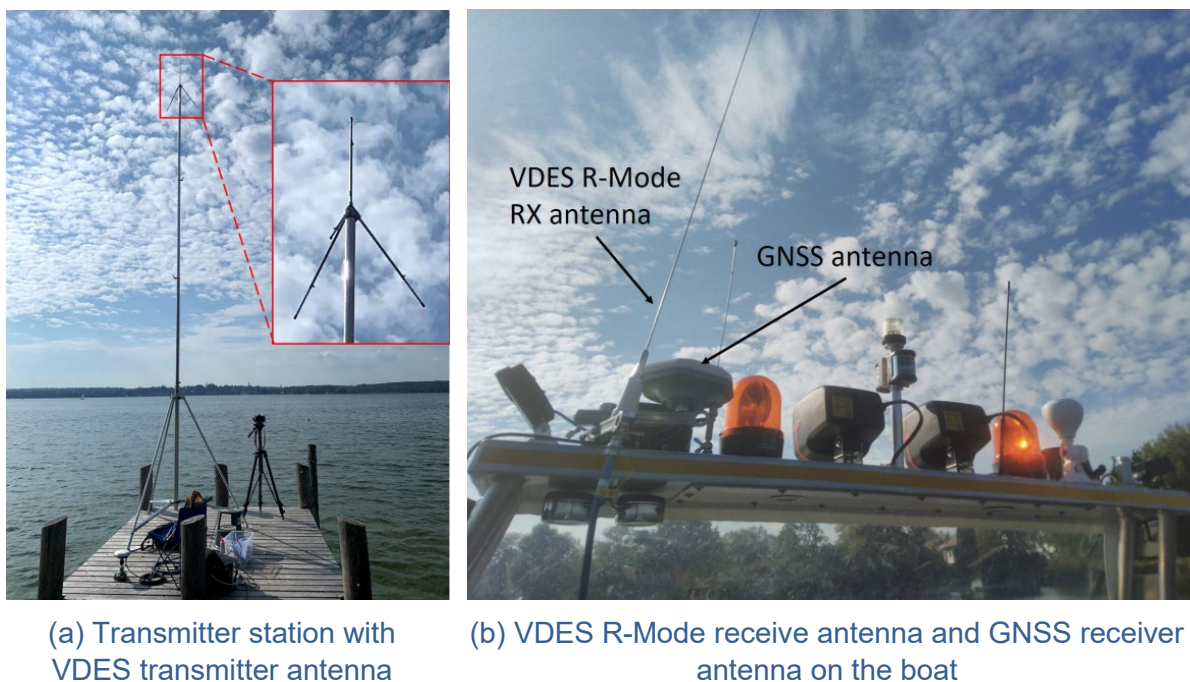 VDES R-Mode
RX antenna
GNSS antenna
(a) Transmitter station with
VDES transmitter antenna
(b) VDES R-Mode receive antenna and GNSS receiver
antenna on the boat